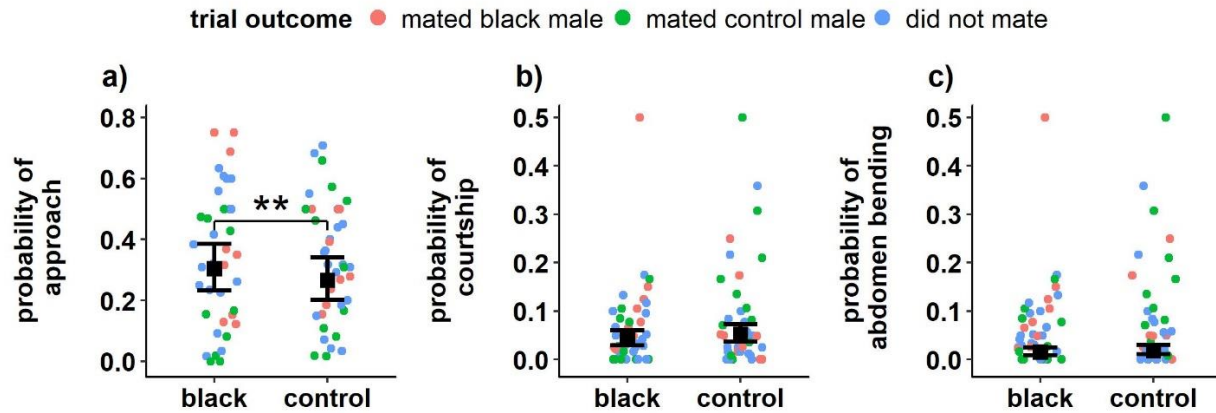 trial outcome mated black male mated control male did not mate
a)
probability of
approach
0.8
0.6
0.4
0.2
0.0
**
black control
b)
probability of
courtship
0.5
0.4
0.3
0.2
0.1
0.0
black control
c)
probability of
abdomen bending
0.5
0.4
0.3
0.2
0.1
0.0
black control